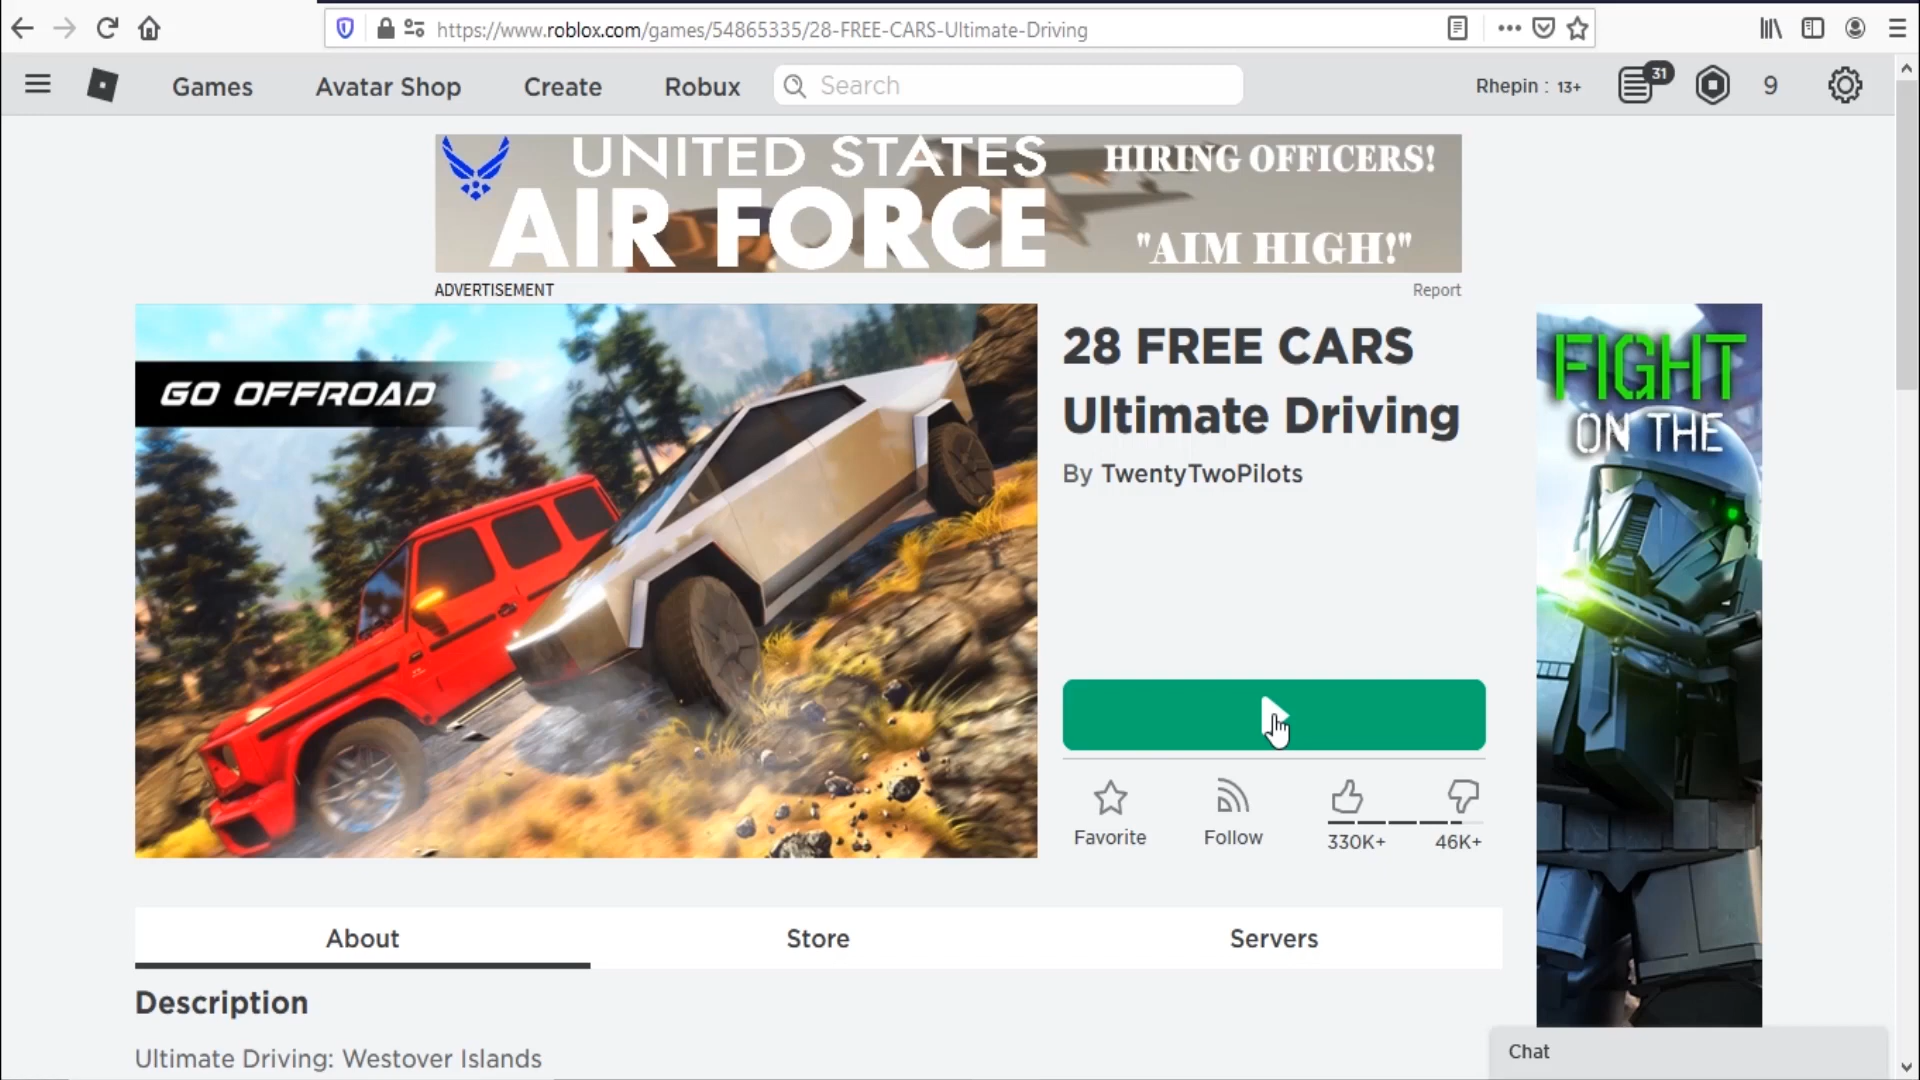 https://www.roblox.com/games/54865335/28-FREE-CARS-Ultimate-Driving
Games
Avatar Shop
Create
Robux
Search
Rhepin : 13+
31
9
UNITED STATES
AIR FORCE
HIRING OFFICERS!
"AIM HIGH!"
ADVERTISEMENT
Report
GO OFFROAD
28 FREE CARS
Ultimate Driving
By TwentyTwoPilots
Favorite
Follow
330K+
46K+
FIGHT
ON THE
About
Store
Servers
Description
Ultimate Driving: Westover Islands
Chat